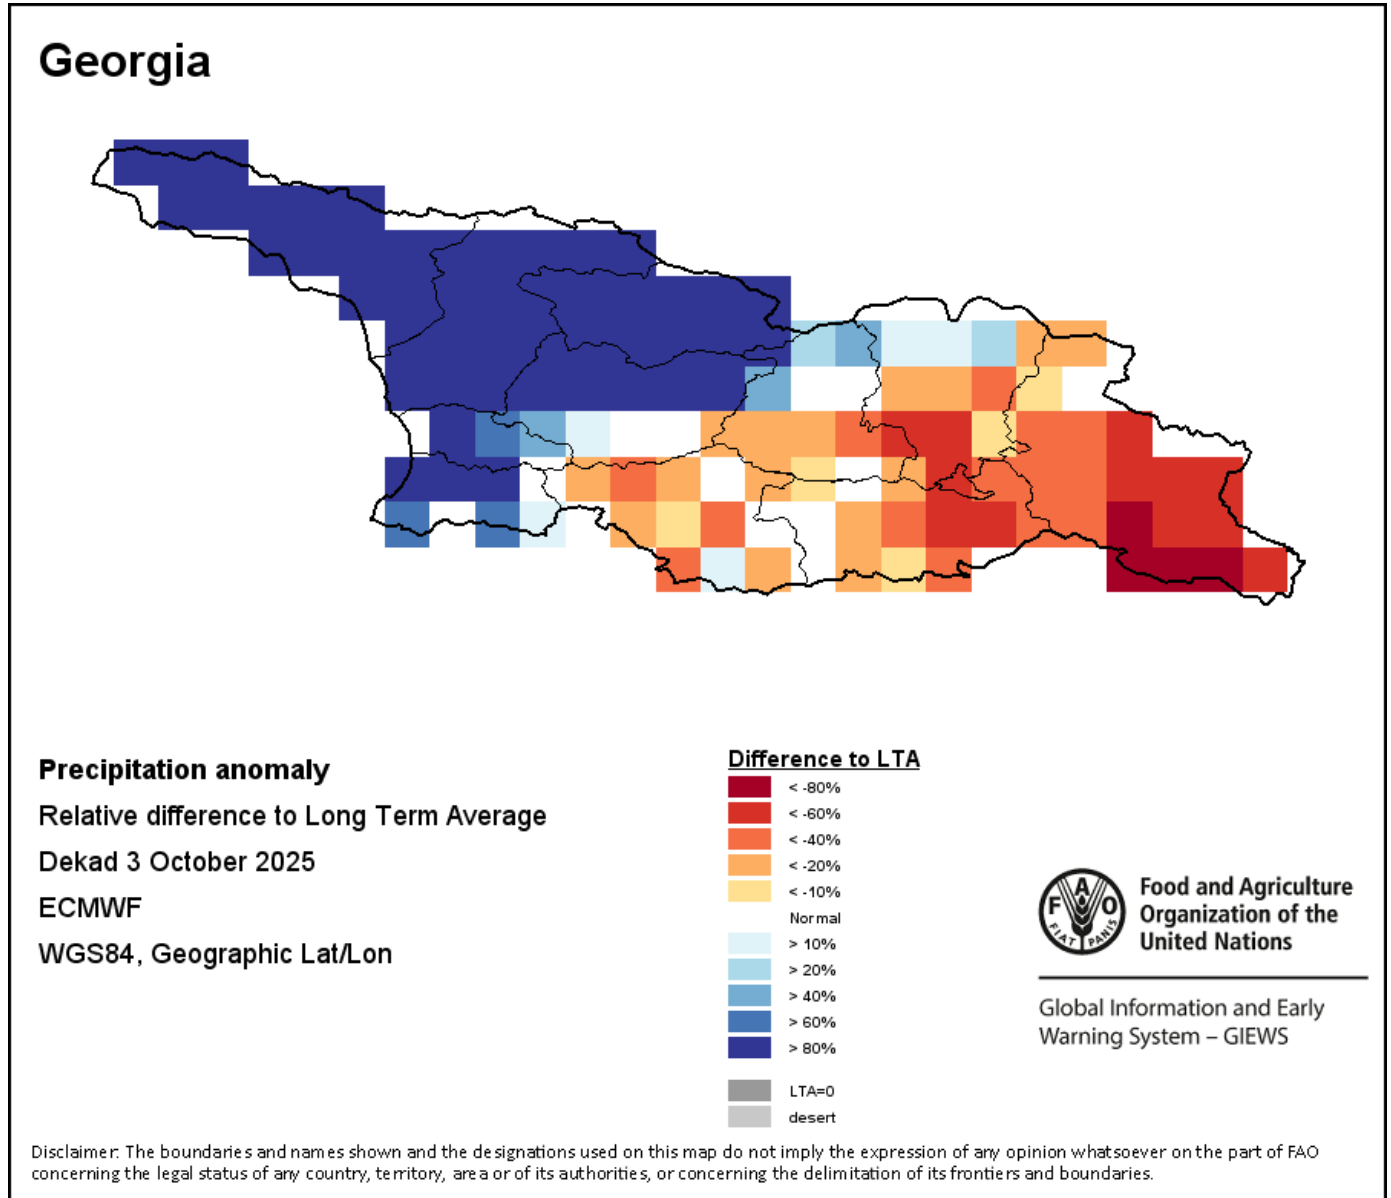 Georgia
Precipitation anomaly
Relative difference to Long Term Average
Dekad 3 October 2025
ECMWF
WGS84, Geographic Lat/Lon
Difference to LTA
< -80%
< -60%
< -40%
< -20%
< -10%
Normal
> 10%
> 20%
> 40%
> 60%
> 80%
LTA=0
desert
F A O
FIAT PANIS
Food and Agriculture
Organization of the
United Nations
Global Information and Early
Warning System – GIEWS
Disclaimer: The boundaries and names shown and the designations used on this map do not imply the expression of any opinion whatsoever on the part of FAO
concerning the legal status of any country, territory, area or of its authorities, or concerning the delimitation of its frontiers and boundaries.